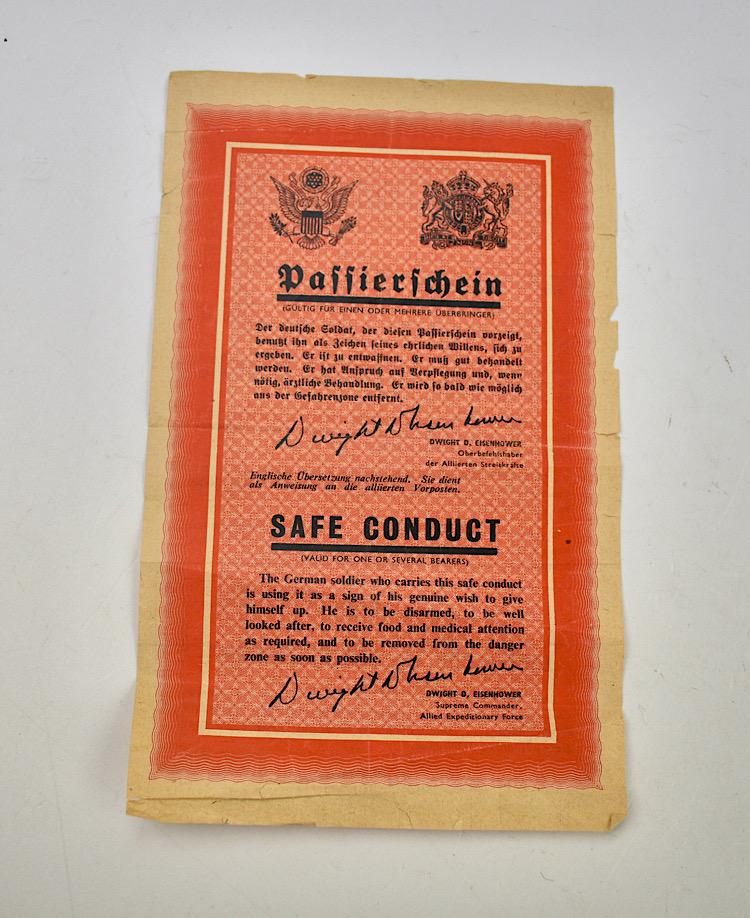 Passierschein
(GÜLTIG FÜR EINEN ODER MEHRERE ÜBERBRINGER)
Der deutsche Soldat, der diesen Passierschein vorzeigt,
benutzt ihn als Zeichen seines ehrlichen Willens, sich zu
ergeben. Er ist zu entwaffnen. Er muß gut behandelt
werden. Er hat Anspruch auf Verpflegung und, wenn
nötig, ärztliche Behandlung. Er wird so bald wie möglich
aus der Gefahrenzone entfernt.
Dwight D Eisenhower
DWIGHT D. EISENHOWER
Oberbefehlshaber
der Alliierten Streitkräfte
Englische Übersetzung nachstehend. Sie dient
als Anweisung an die alliierten Vorposten.
SAFE CONDUCT
(VALID FOR ONE OR SEVERAL BEARERS)
The German soldier who carries this safe conduct
is using it as a sign of his genuine wish to give
himself up. He is to be disarmed, to be well
looked after, to receive food and medical attention
as required, and to be removed from the danger
zone as soon as possible.
Dwight D Eisenhower
DWIGHT D. EISENHOWER
Supreme Commander,
Allied Expeditionary Force